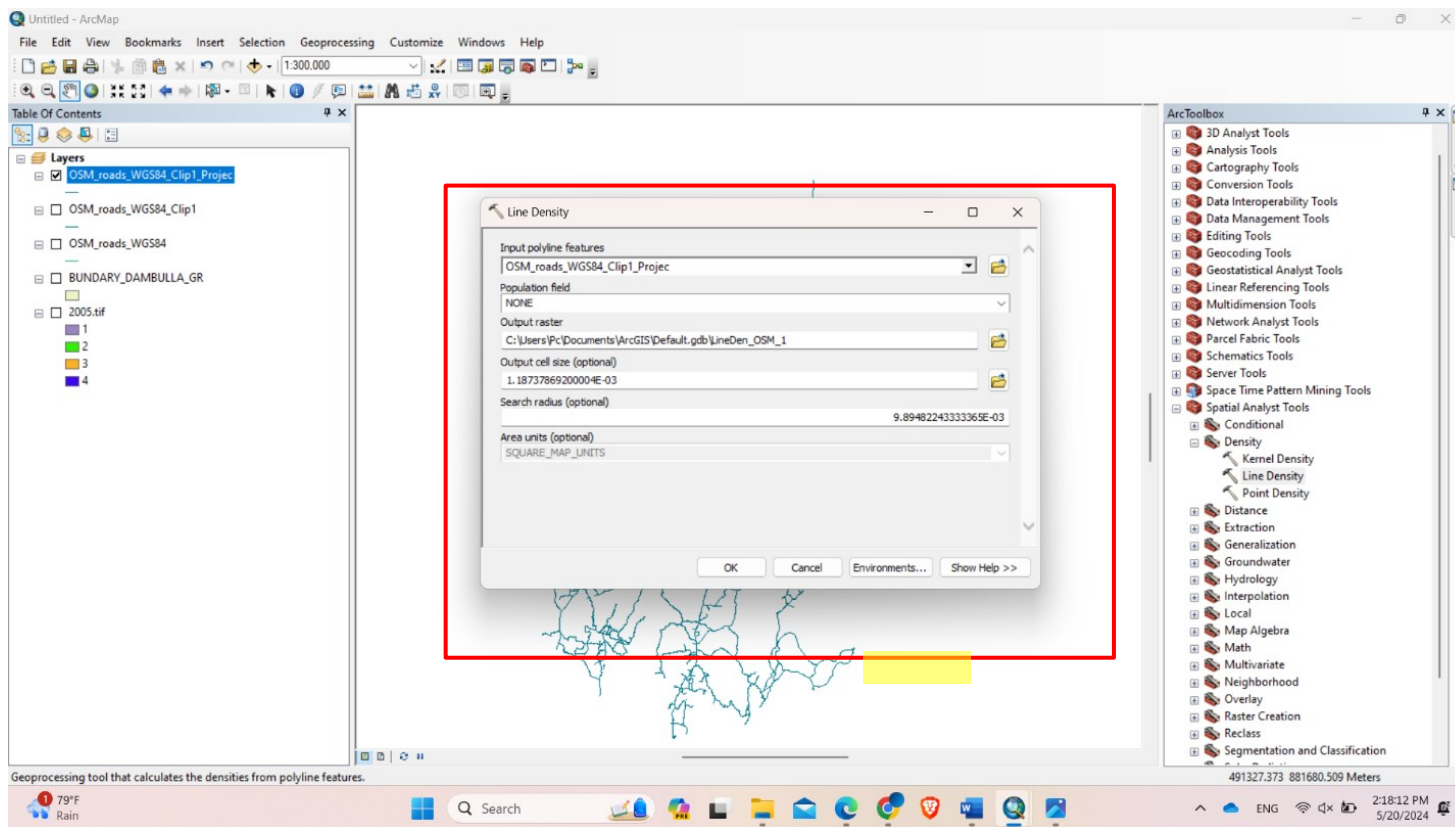 Untitled - ArcMap
File Edit View Bookmarks Insert Selection Geoprocessing Customize Windows Help
1:300,000
Table Of Contents
Layers
OSM_roads_WGS84_Clip1_Projec
OSM_roads_WGS84_Clip1
OSM_roads_WGS84
BUNDARY_DAMBULLA_GR
2005.tif
1
2
3
4
Line Density
Input polyline features
OSM_roads_WGS84_Clip1_Projec
Population field
NONE
Output raster
C:\Users\Pc\Documents\ArcGIS\Default.gdb\LineDen_OSM_1
Output cell size (optional)
1.18737869200004E-03
Search radius (optional)
9.89482243333365E-03
Area units (optional)
SQUARE_MAP_UNITS
OK Cancel Environments... Show Help >>
ArcToolbox
3D Analyst Tools
Analysis Tools
Cartography Tools
Conversion Tools
Data Interoperability Tools
Data Management Tools
Editing Tools
Geocoding Tools
Geostatistical Analyst Tools
Linear Referencing Tools
Multidimension Tools
Network Analyst Tools
Parcel Fabric Tools
Schematics Tools
Server Tools
Space Time Pattern Mining Tools
Spatial Analyst Tools
Conditional
Density
Kernel Density
Line Density
Point Density
Distance
Extraction
Generalization
Groundwater
Hydrology
Interpolation
Local
Map Algebra
Math
Multivariate
Neighborhood
Overlay
Raster Creation
Reclass
Segmentation and Classification
Geoprocessing tool that calculates the densities from polyline features.
491327.373 881680.509 Meters
1
79°F
Rain
Search
PRE
ENG
2:18:12 PM
5/20/2024